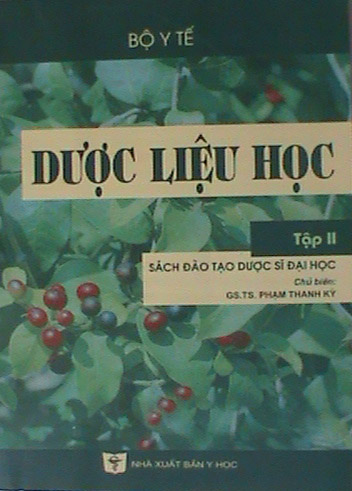 BỘ Y TẾ
DƯỢC LIỆU HỌC
Tập II
SÁCH ĐÀO TẠO DƯỢC SĨ ĐẠI HỌC
Chủ biên:
GS.TS. PHẠM THANH KỲ
NHÀ XUẤT BẢN Y HỌC